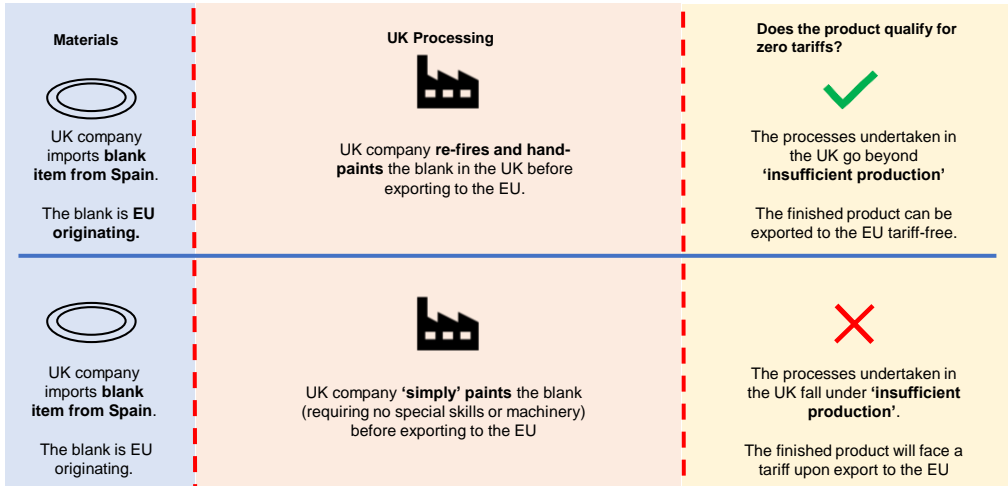 Materials
UK Processing
Does the product qualify for
zero tariffs?
UK company
imports blank
item from Spain.
The blank is EU
originating.
UK company re-fires and hand-
paints the blank in the UK before
exporting to the EU.
The processes undertaken in
the UK go beyond
‘insufficient production’
The finished product can be
exported to the EU tariff-free.
UK company
imports blank
item from Spain.
The blank is EU
originating.
UK company ‘simply’ paints the blank
(requiring no special skills or machinery)
before exporting to the EU
The processes undertaken in
the UK fall under ‘insufficient
production’.
The finished product will face a
tariff upon export to the EU